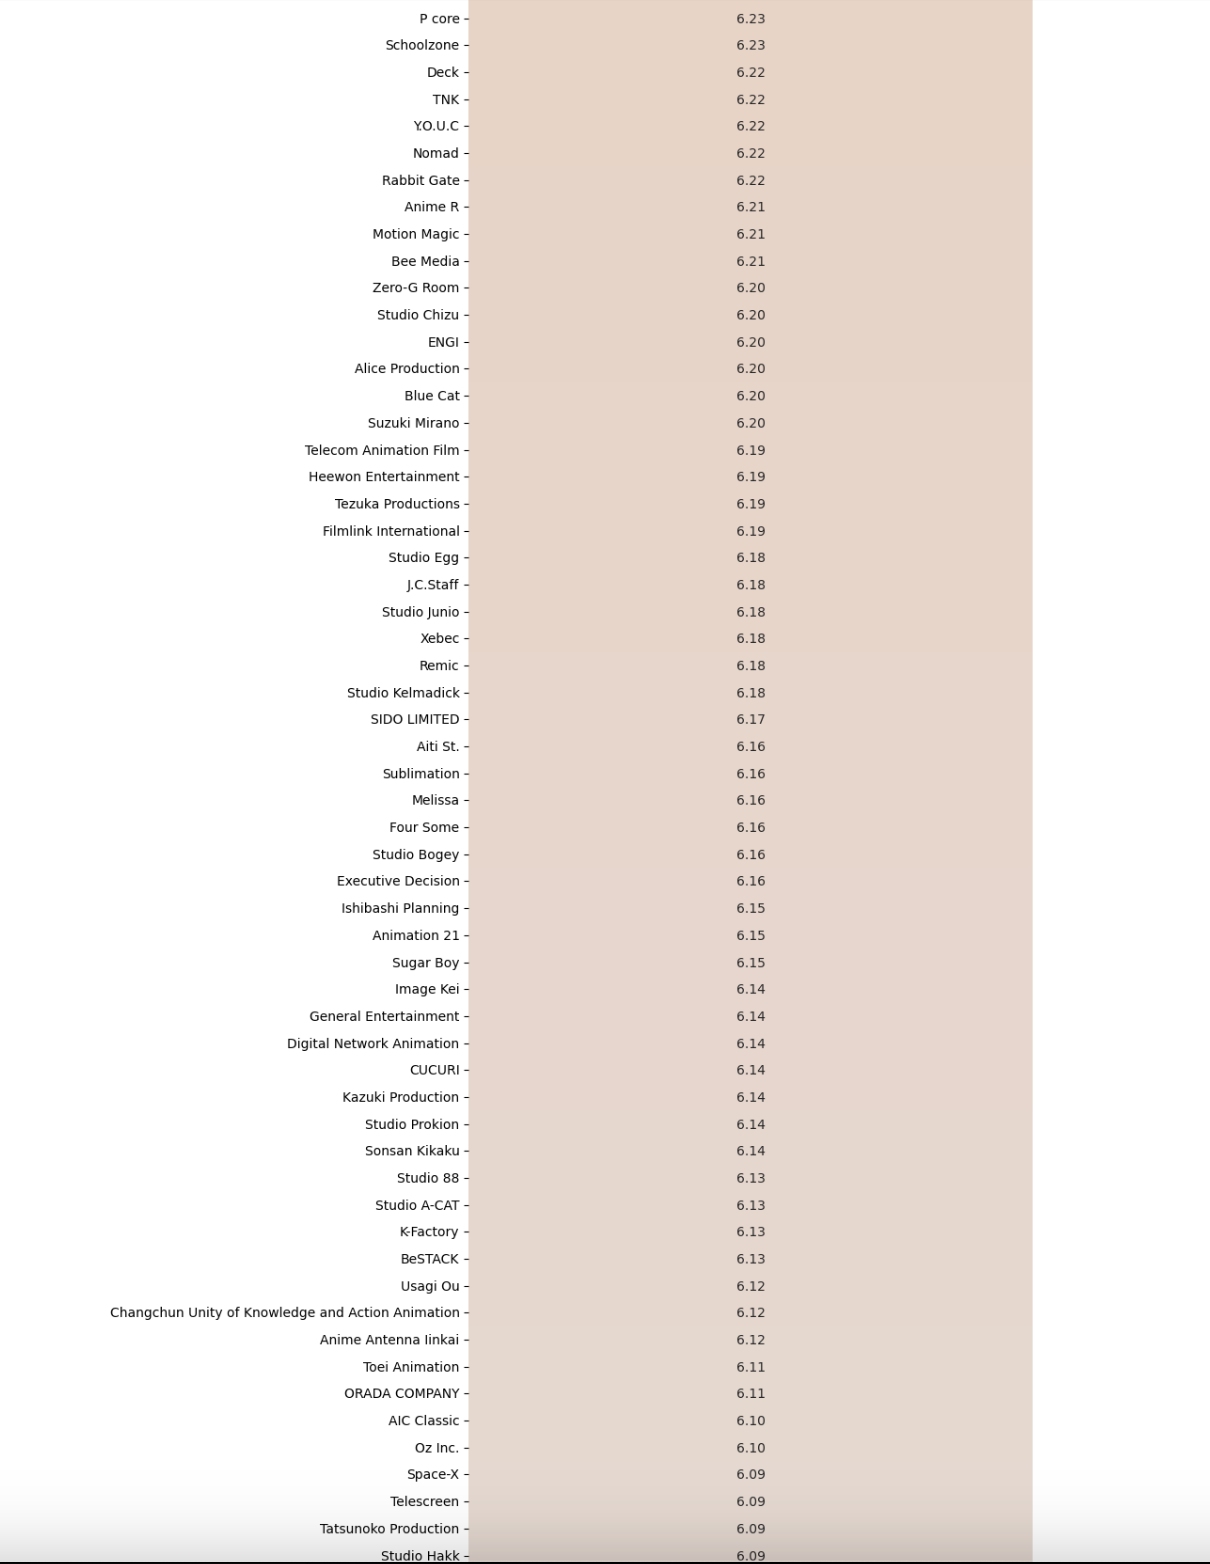 P core 6.23
Schoolzone 6.23
Deck 6.22
TNK 6.22
Y.O.U.C 6.22
Nomad 6.22
Rabbit Gate 6.22
Anime R 6.21
Motion Magic 6.21
Bee Media 6.21
Zero-G Room 6.20
Studio Chizu 6.20
ENGI 6.20
Alice Production 6.20
Blue Cat 6.20
Suzuki Mirano 6.20
Telecom Animation Film 6.19
Heewon Entertainment 6.19
Tezuka Productions 6.19
Filmlink International 6.19
Studio Egg 6.18
J.C.Staff 6.18
Studio Junio 6.18
Xebec 6.18
Remic 6.18
Studio Kelmadick 6.18
SIDO LIMITED 6.17
Aiti St. 6.16
Sublimation 6.16
Melissa 6.16
Four Some 6.16
Studio Bogey 6.16
Executive Decision 6.16
Ishibashi Planning 6.15
Animation 21 6.15
Sugar Boy 6.15
Image Kei 6.14
General Entertainment 6.14
Digital Network Animation 6.14
CUCURI 6.14
Kazuki Production 6.14
Studio Prokion 6.14
Sonsan Kikaku 6.14
Studio 88 6.13
Studio A-CAT 6.13
K-Factory 6.13
BeSTACK 6.13
Usagi Ou 6.12
Changchun Unity of Knowledge and Action Animation 6.12
Anime Antenna Iinkai 6.12
Toei Animation 6.11
ORADA COMPANY 6.11
AIC Classic 6.10
Oz Inc. 6.10
Space-X 6.09
Telescreen 6.09
Tatsunoko Production 6.09
Studio Hakk 6.09